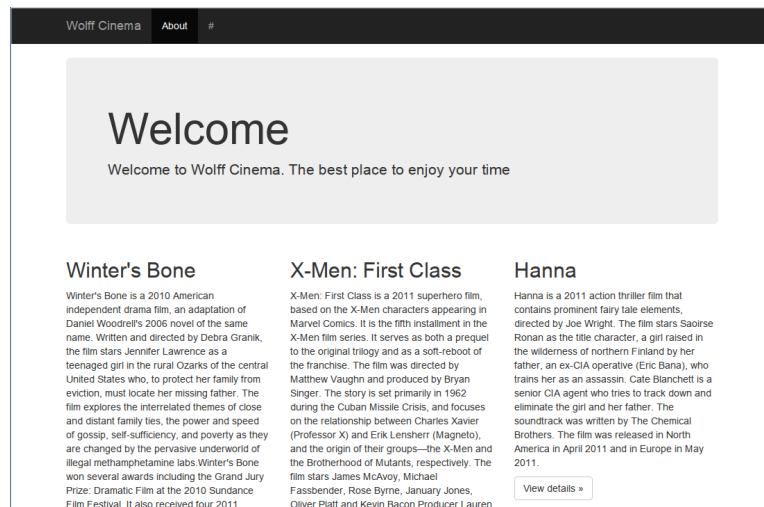 Wolff Cinema About #
Welcome
Welcome to Wolff Cinema. The best place to enjoy your time
Winter's Bone
Winter's Bone is a 2010 American
independent drama film, an adaptation of
Daniel Woodrell's 2006 novel of the same
name. Written and directed by Debra Granik,
the film stars Jennifer Lawrence as a
teenaged girl in the rural Ozarks of the central
United States who, to protect her family from
eviction, must locate her missing father. The
film explores the interrelated themes of close
and distant family ties, the power and speed
of gossip, self-sufficiency, and poverty as they
are changed by the pervasive underworld of
illegal methamphetamine labs.Winter's Bone
won several awards including the Grand Jury
Prize: Dramatic Film at the 2010 Sundance
Film Festival. It also received four 2011
X-Men: First Class
X-Men: First Class is a 2011 superhero film,
based on the X-Men characters appearing in
Marvel Comics. It is the fifth installment in the
X-Men film series. It serves as both a prequel
to the original trilogy and as a soft-reboot of
the franchise. The film was directed by
Matthew Vaughn and produced by Bryan
Singer. The story is set primarily in 1962
during the Cuban Missile Crisis, and focuses
on the relationship between Charles Xavier
(Professor X) and Erik Lensherr (Magneto),
and the origin of their groups—the X-Men and
the Brotherhood of Mutants, respectively. The
film stars James McAvoy, Michael
Fassbender, Rose Byrne, January Jones,
Oliver Platt and Kevin Bacon Producer Lauren
Hanna
Hanna is a 2011 action thriller film that
contains prominent fairy tale elements,
directed by Joe Wright. The film stars Saoirse
Ronan as the title character, a girl raised in
the wilderness of northern Finland by her
father, an ex-CIA operative (Eric Bana), who
trains her as an assassin. Cate Blanchett is a
senior CIA agent who tries to track down and
eliminate the girl and her father. The
soundtrack was written by The Chemical
Brothers. The film was released in North
America in April 2011 and in Europe in May
2011.
View details »